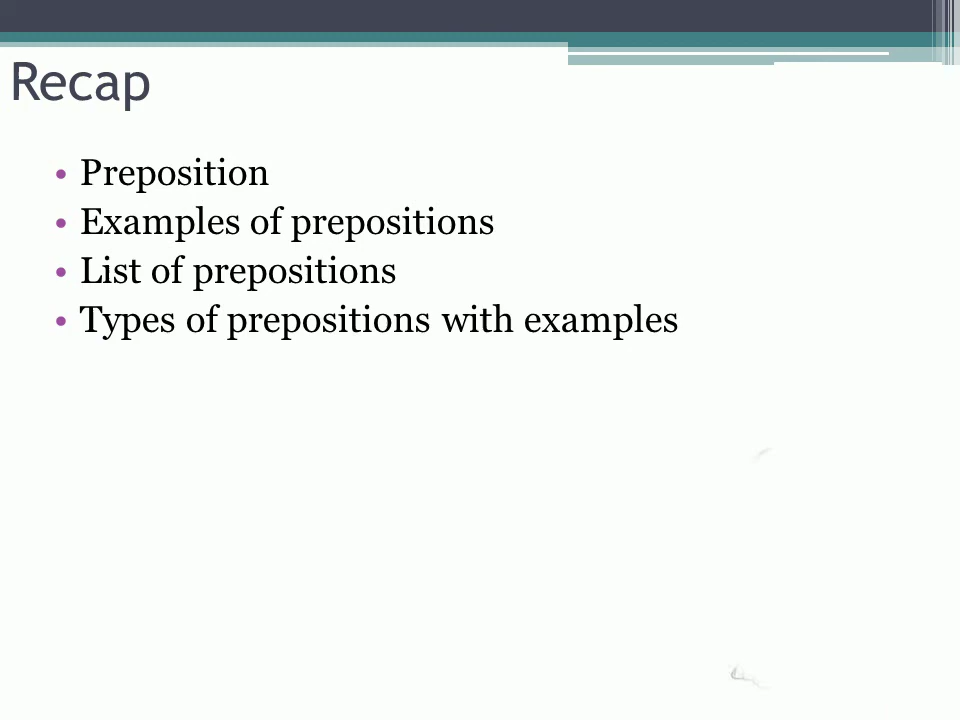 Recap
• Preposition
• Examples of prepositions
• List of prepositions
• Types of prepositions with examples